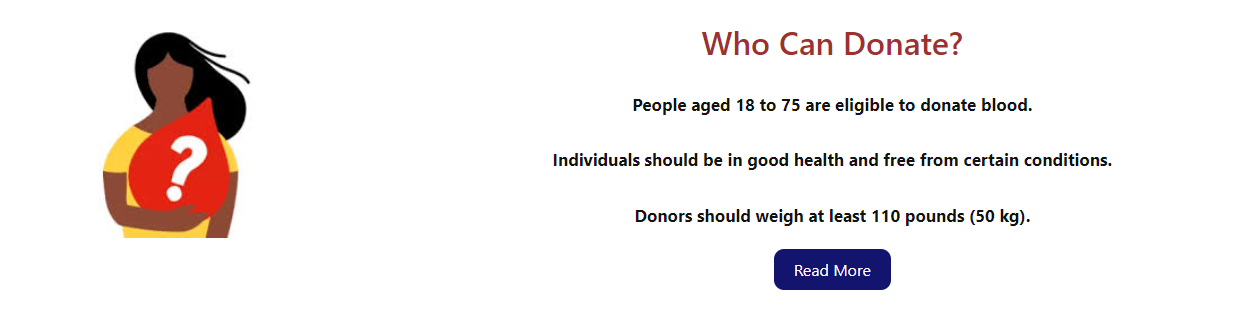 Who Can Donate?
People aged 18 to 75 are eligible to donate blood.
Individuals should be in good health and free from certain conditions.
Donors should weigh at least 110 pounds (50 kg).
Read More
?